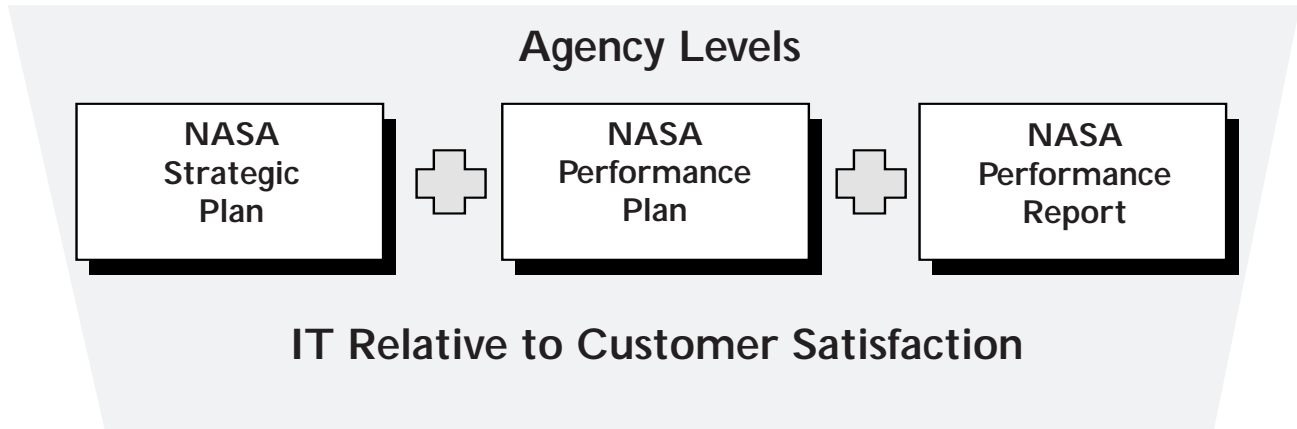 Agency Levels
NASA
Strategic
Plan
NASA
Performance
Plan
NASA
Performance
Report
IT Relative to Customer Satisfaction